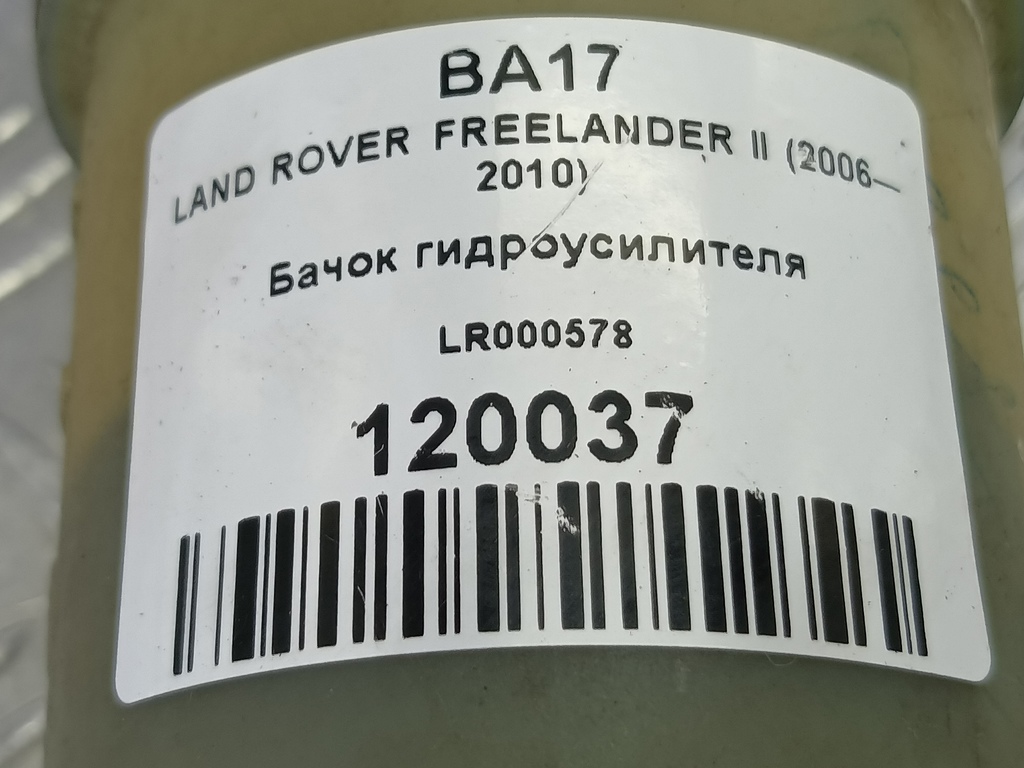 BA17
LAND ROVER FREELANDER II (2006—
2010)
Бачок гидроусилителя
LR000578
120037